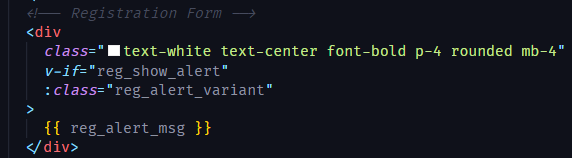 <!-- Registration Form -->
<div
class="text-white text-center font-bold p-4 rounded mb-4"
v-if="reg_show_alert"
:class="reg_alert_variant"
>
{{ reg_alert_msg }}
</div>